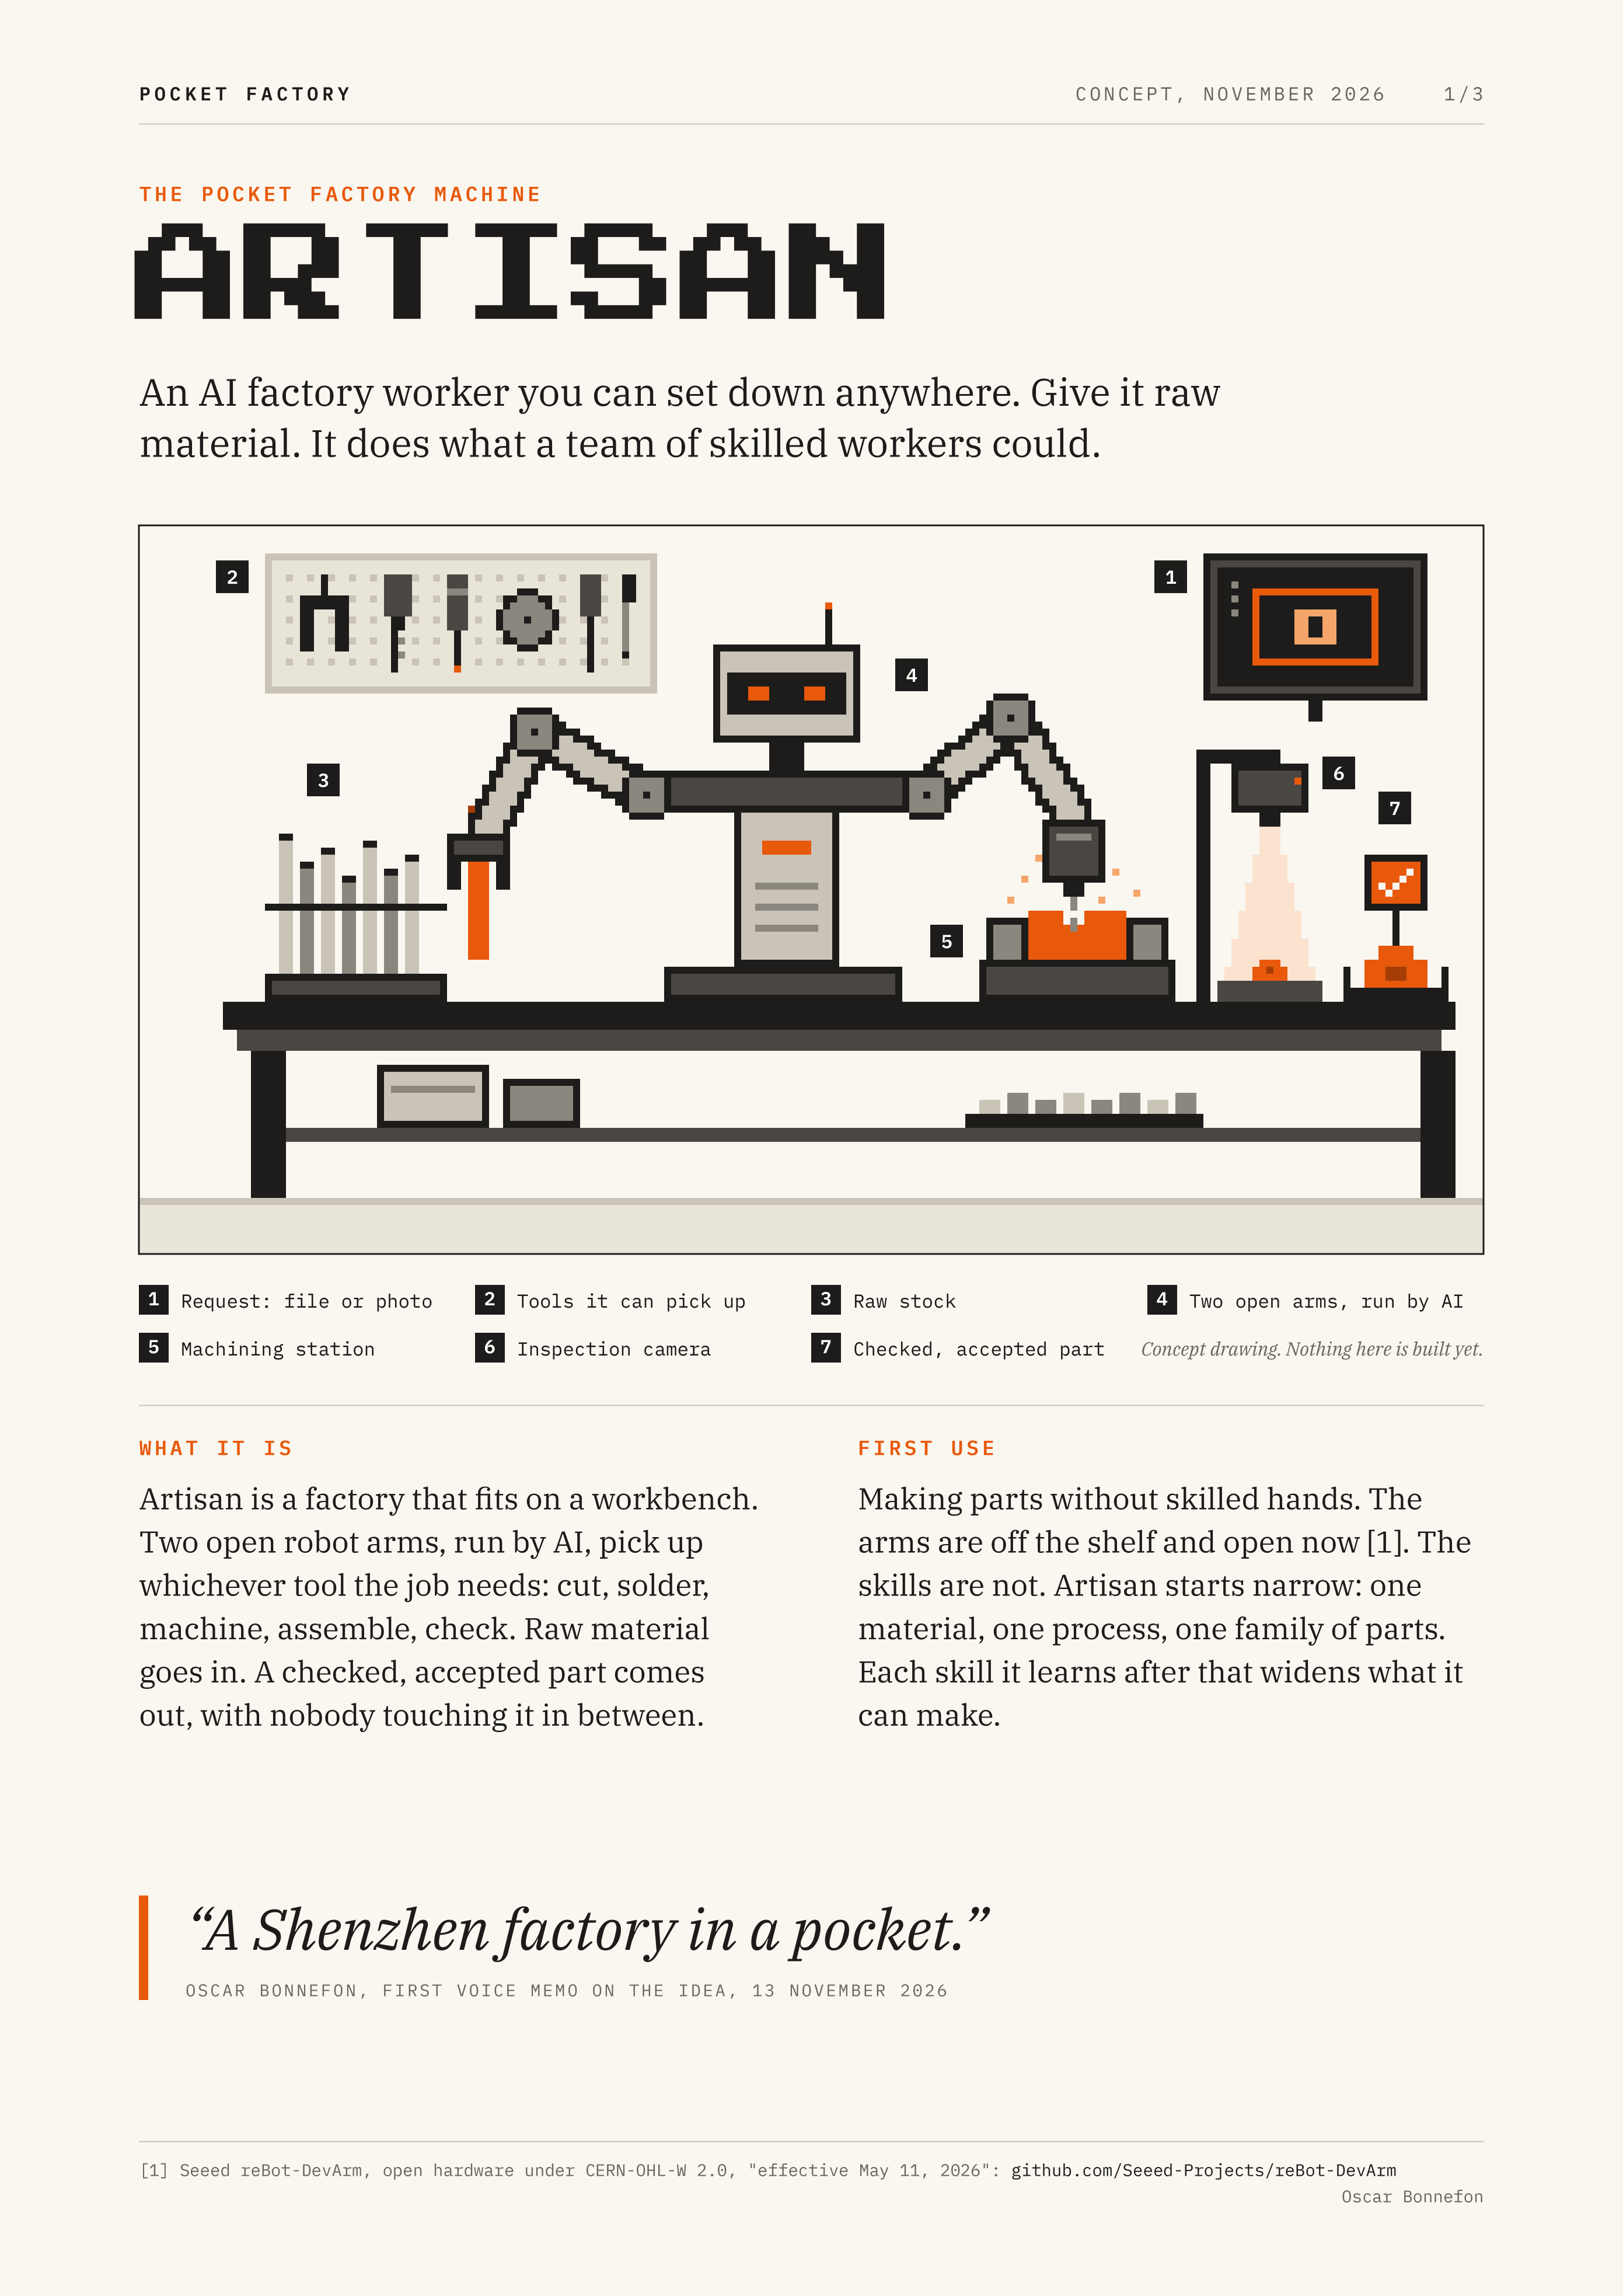 POCKET FACTORY
CONCEPT, NOVEMBER 2026 1/3
THE POCKET FACTORY MACHINE
ARTISAN
An AI factory worker you can set down anywhere. Give it raw
material. It does what a team of skilled workers could.
2
1
4
3
6
7
5
1 Request: file or photo
2 Tools it can pick up
3 Raw stock
4 Two open arms, run by AI
5 Machining station
6 Inspection camera
7 Checked, accepted part
Concept drawing. Nothing here is built yet.
WHAT IT IS
Artisan is a factory that fits on a workbench.
Two open robot arms, run by AI, pick up
whichever tool the job needs: cut, solder,
machine, assemble, check. Raw material
goes in. A checked, accepted part comes
out, with nobody touching it in between.
FIRST USE
Making parts without skilled hands. The
arms are off the shelf and open now [1]. The
skills are not. Artisan starts narrow: one
material, one process, one family of parts.
Each skill it learns after that widens what it
can make.
“A Shenzhen factory in a pocket.”
OSCAR BONNEFON, FIRST VOICE MEMO ON THE IDEA, 13 NOVEMBER 2026
[1] Seeed reBot-DevArm, open hardware under CERN-OHL-W 2.0, "effective May 11, 2026": github.com/Seeed-Projects/reBot-DevArm
Oscar Bonnefon